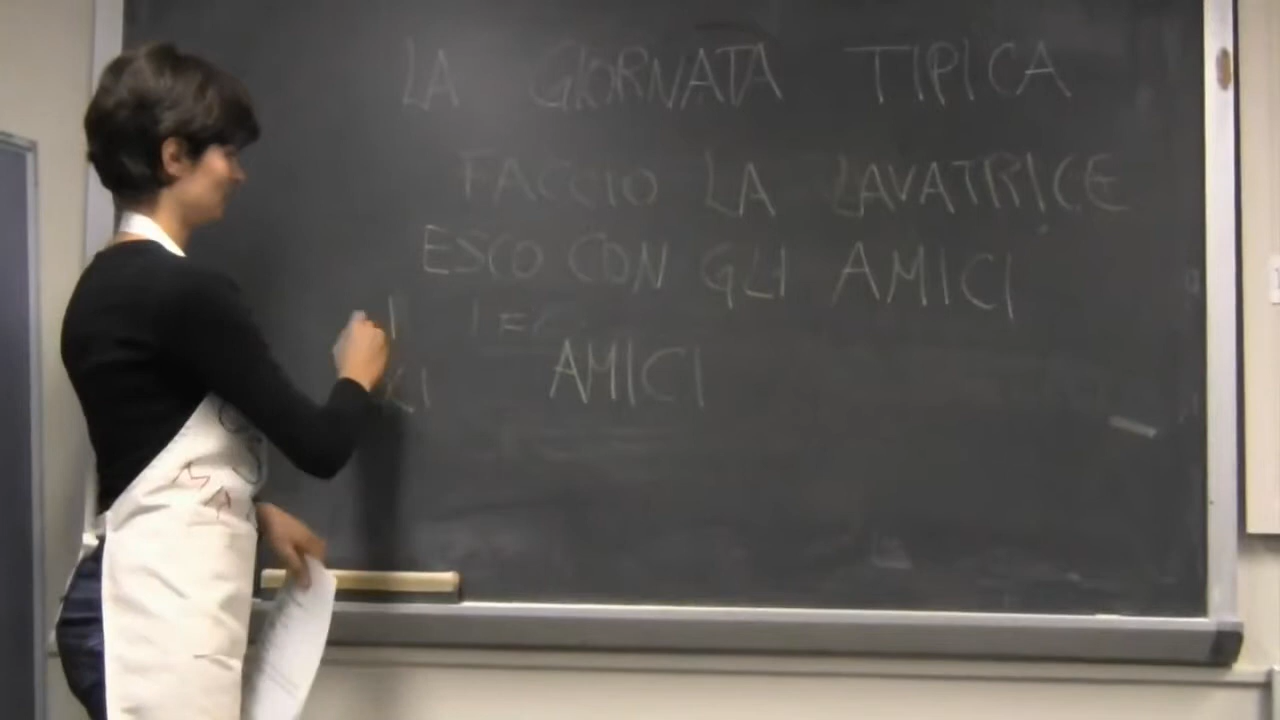 LA GIORNATA TIPICA
FACCIO LA LAVATRICE
ESCO CON GLI AMICI
AMICI